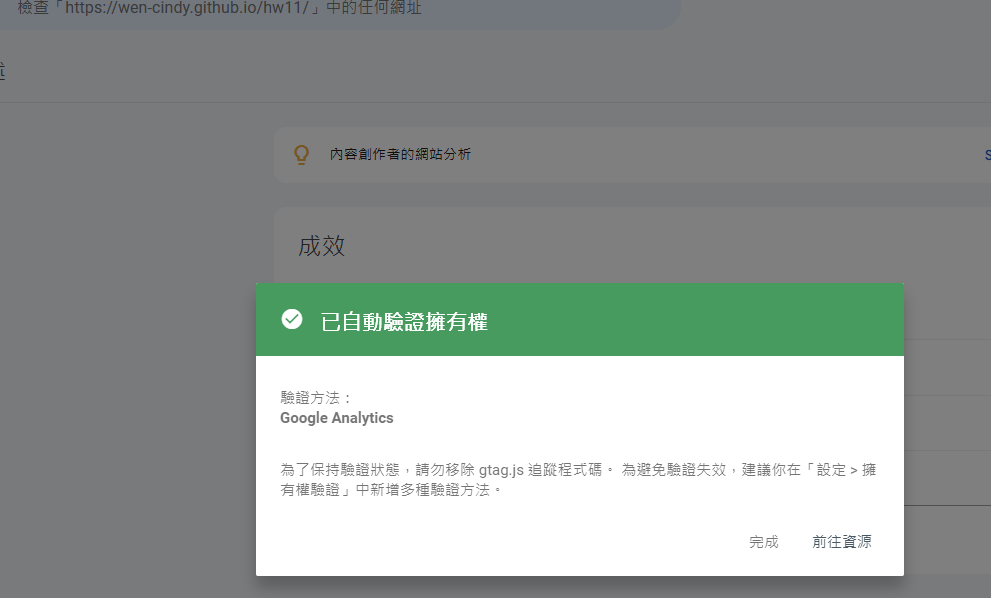 檢查「https://wen-cindy.github.io/hw11/」中的任何網址
內容創作者的網站分析
成效
已自動驗證擁有權
驗證方法：
Google Analytics
為了保持驗證狀態，請勿移除 gtag.js 追蹤程式碼。 為避免驗證失效，建議你在「設定 > 擁
有權驗證」中新增多種驗證方法。
完成 前往資源